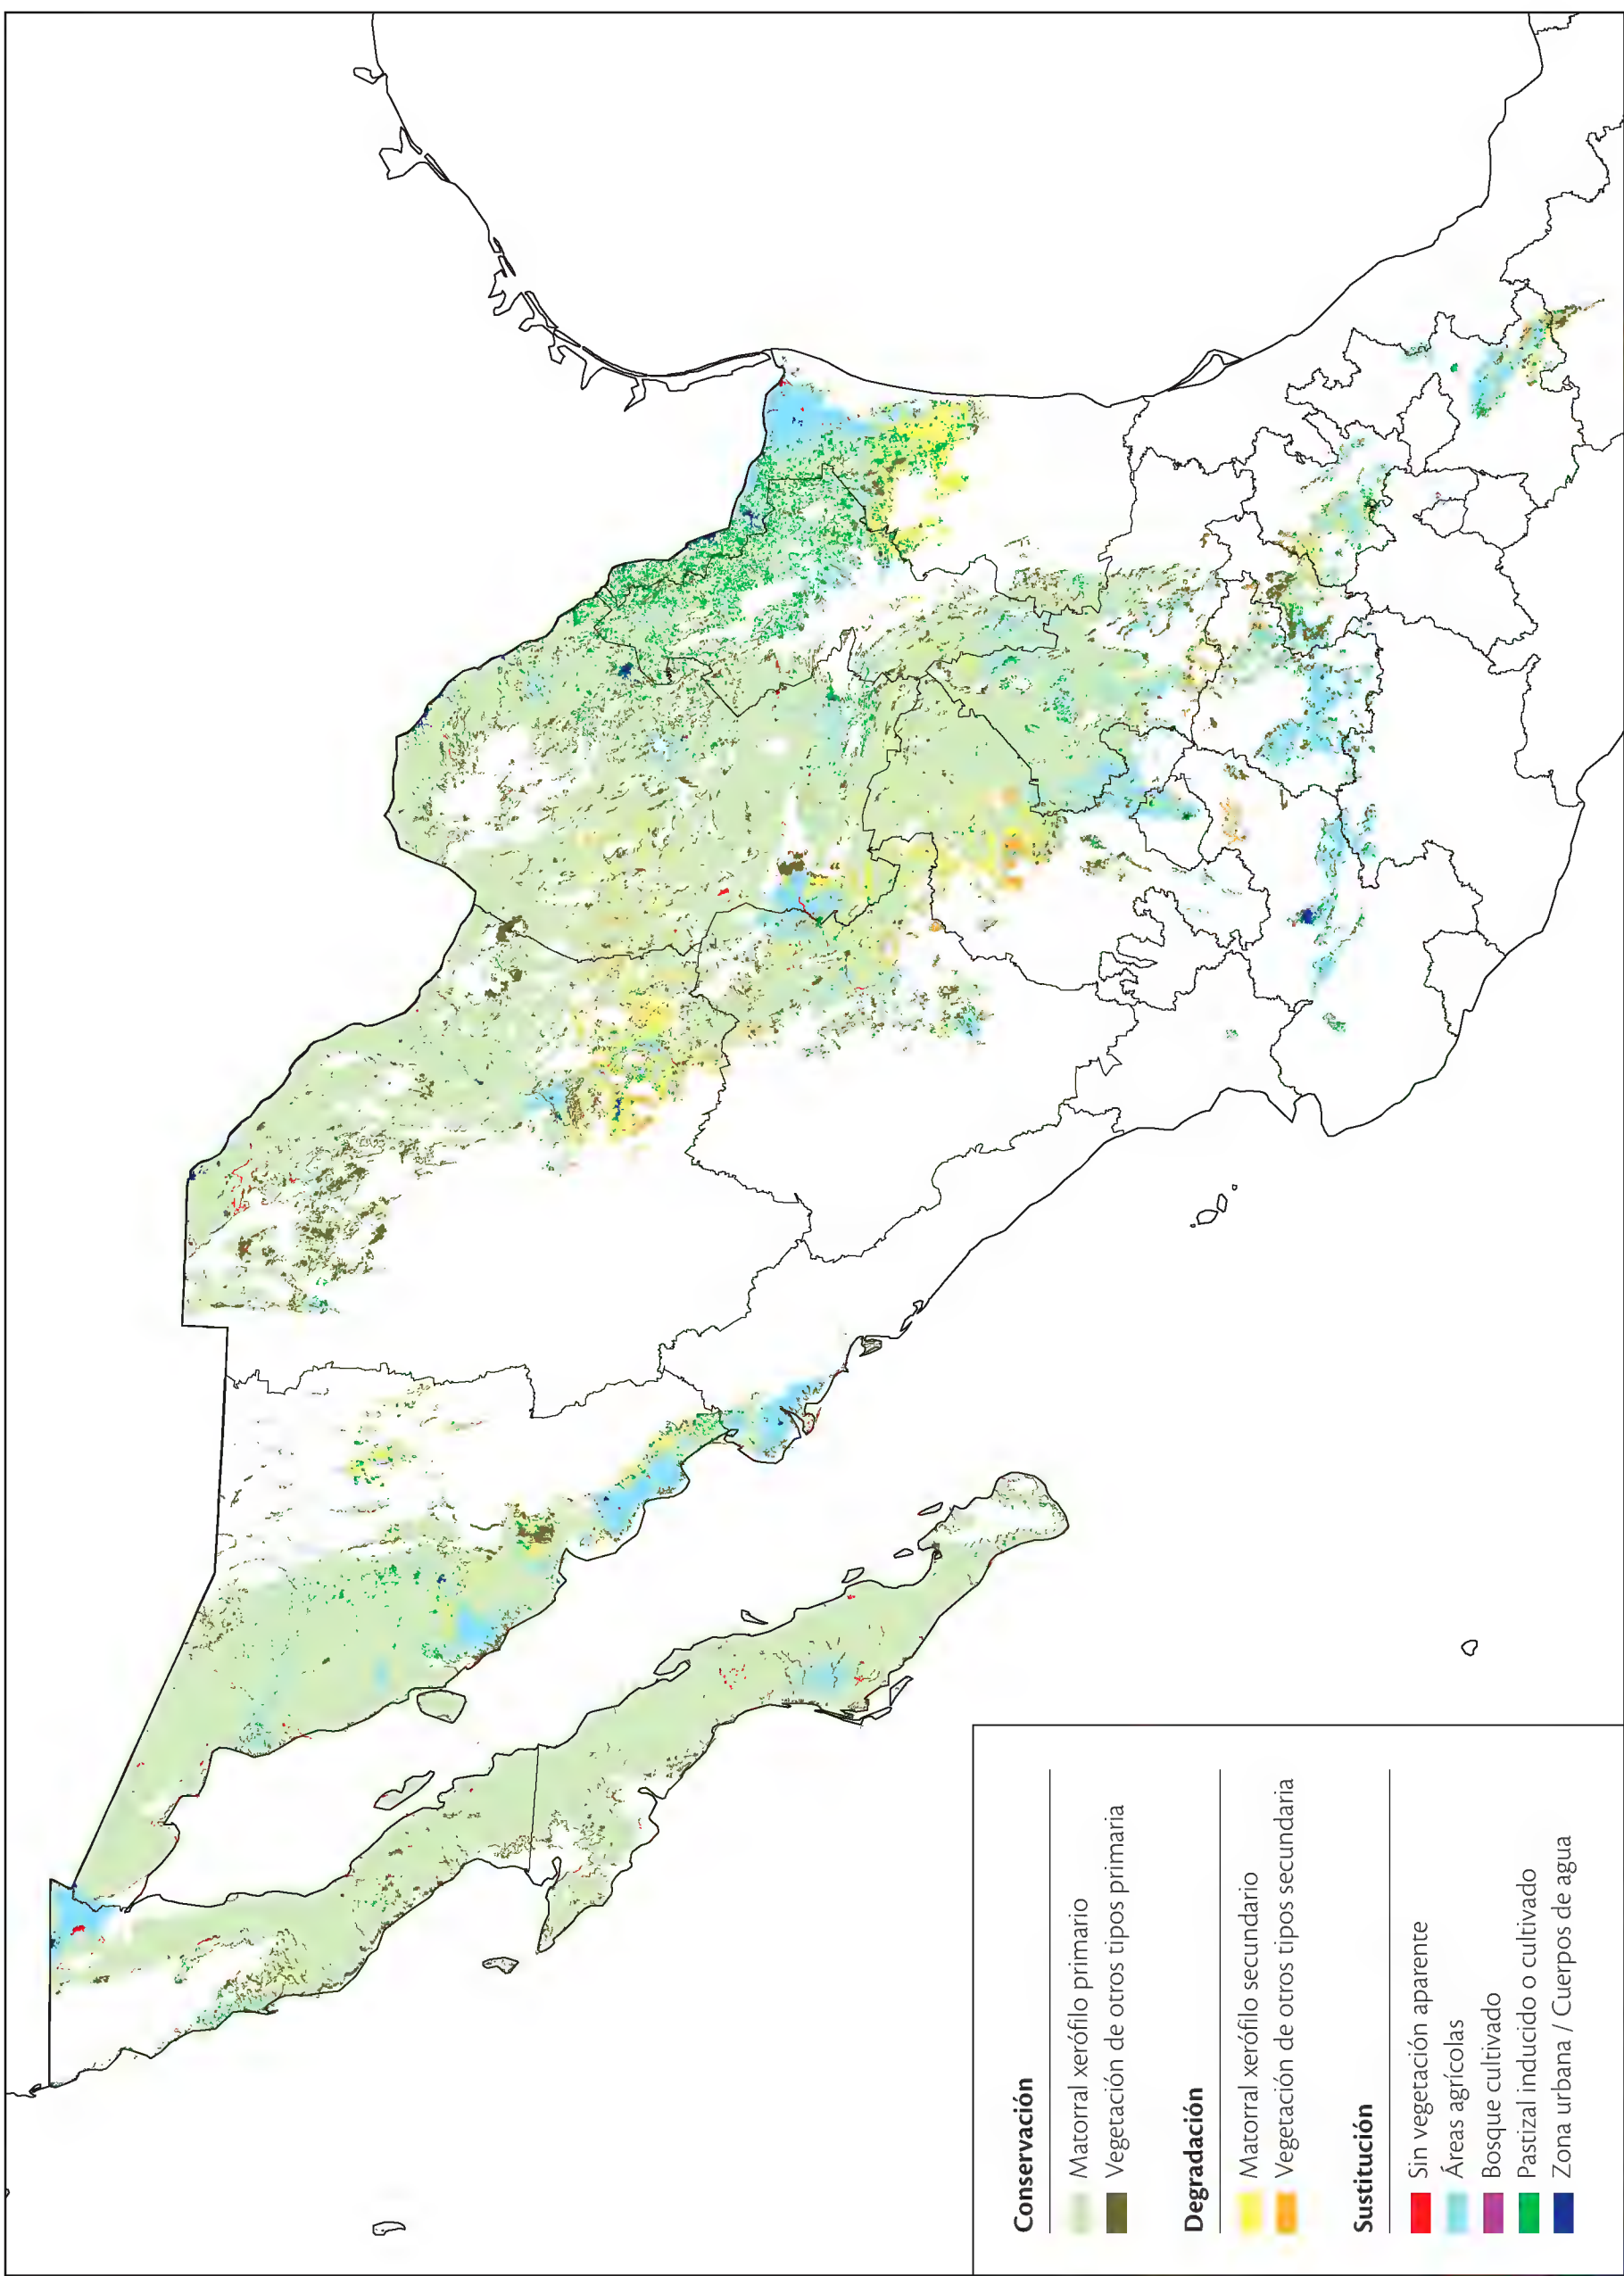 Conservación
Matorral xerófilo primario
Vegetación de otros tipos primaria
Degradación
Matorral xerófilo secundario
Vegetación de otros tipos secundaria
Sustitución
Sin vegetación aparente
Áreas agrícolas
Bosque cultivado
Pastizal inducido o cultivado
Zona urbana / Cuerpos de agua